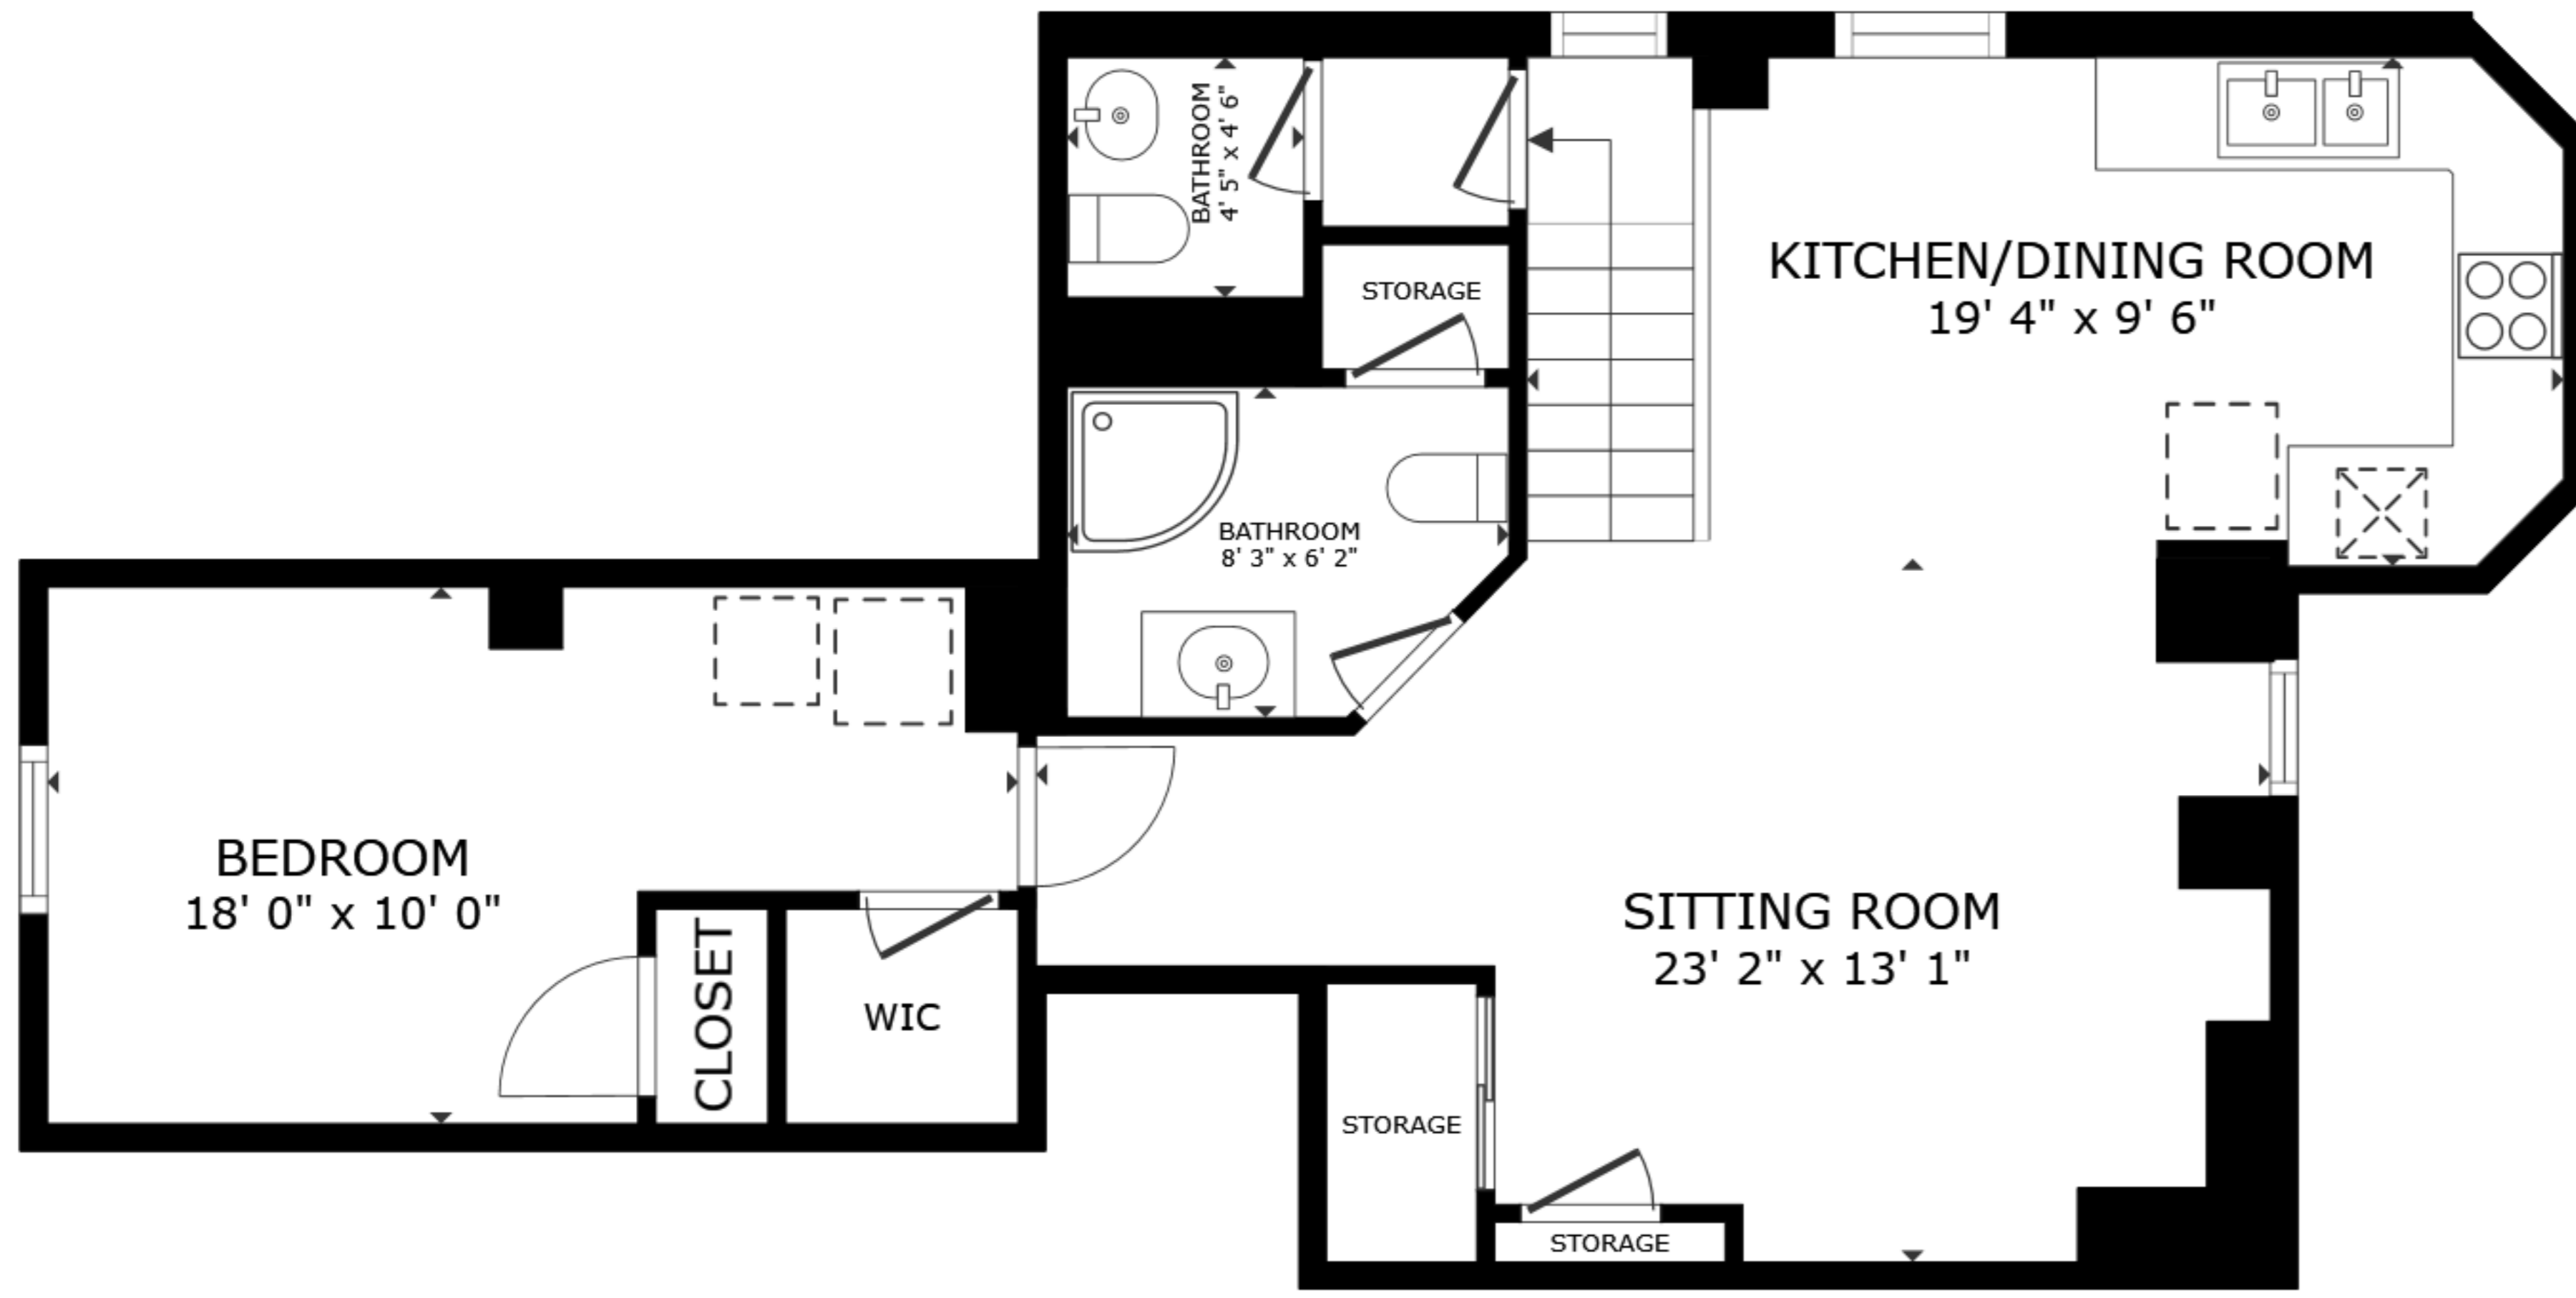 BATHROOM
4' 5" x 4' 6"
STORAGE
KITCHEN/DINING ROOM
19' 4" x 9' 6"
BATHROOM
8' 3" x 6' 2"
BEDROOM
18' 0" x 10' 0"
CLOSET
WIC
SITTING ROOM
23' 2" x 13' 1"
STORAGE
STORAGE